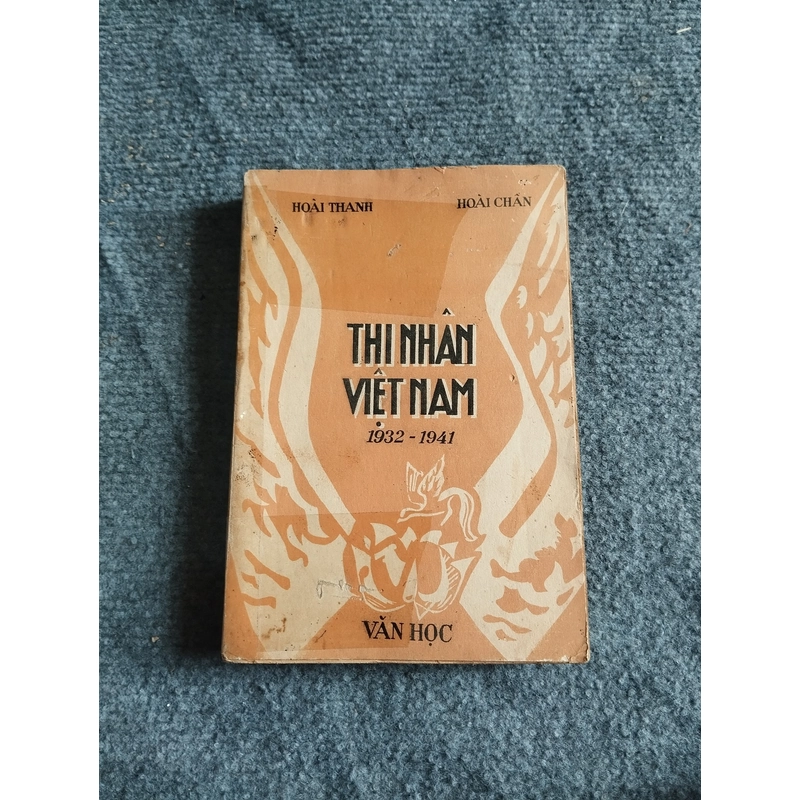 HOÀI THANH
HOÀI CHÂN
THI NHÂN
VIỆT NAM
1932 - 1941
VĂN HỌC